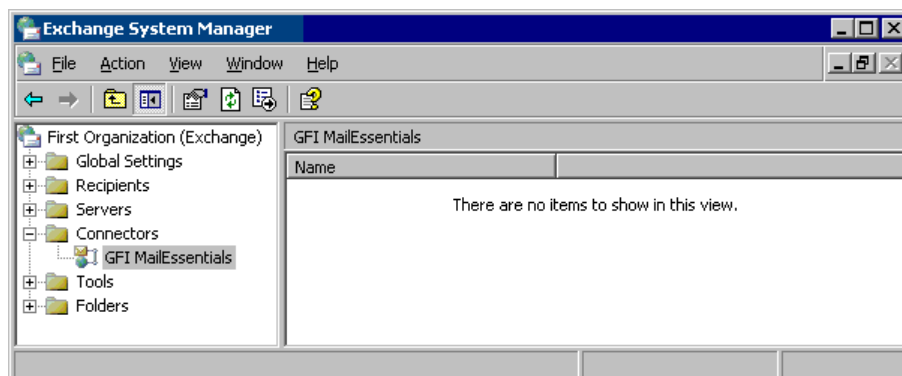 Exchange System Manager
File Action View Window Help
First Organization (Exchange)
Global Settings
Recipients
Servers
Connectors
GFI MailEssentials
Tools
Folders
GFI MailEssentials
Name
There are no items to show in this view.